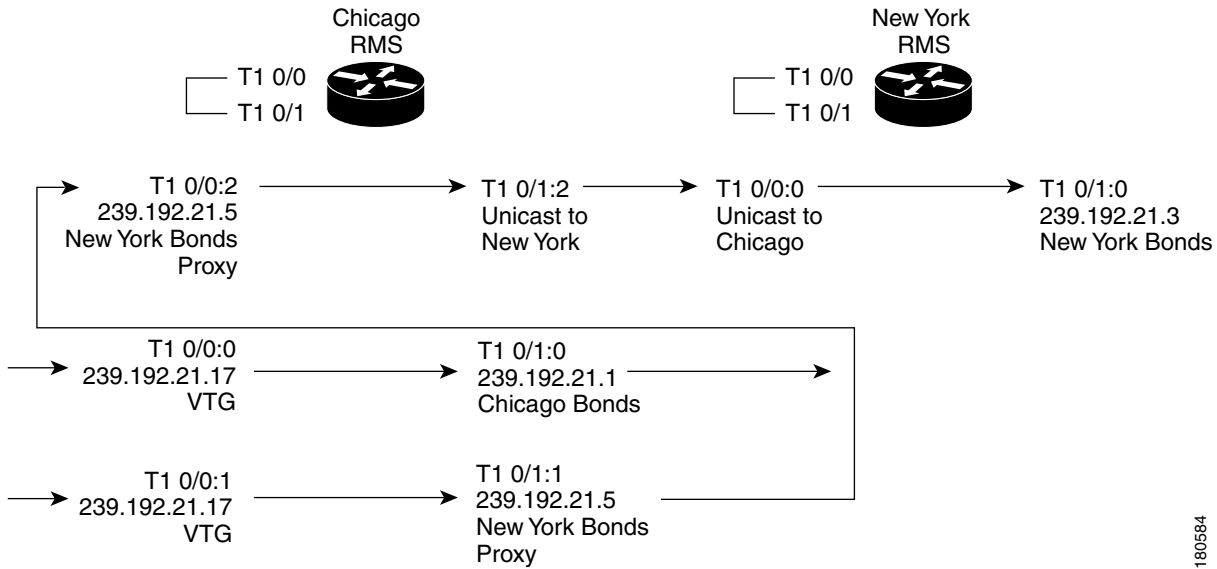 Chicago
RMS
T1 0/0
T1 0/1
New York
RMS
T1 0/0
T1 0/1
T1 0/0:2
239.192.21.5
New York Bonds
Proxy
T1 0/1:2
Unicast to
New York
T1 0/0:0
Unicast to
Chicago
T1 0/1:0
239.192.21.3
New York Bonds
T1 0/0:0
239.192.21.17
VTG
T1 0/1:0
239.192.21.1
Chicago Bonds
T1 0/0:1
239.192.21.17
VTG
T1 0/1:1
239.192.21.5
New York Bonds
Proxy
180584